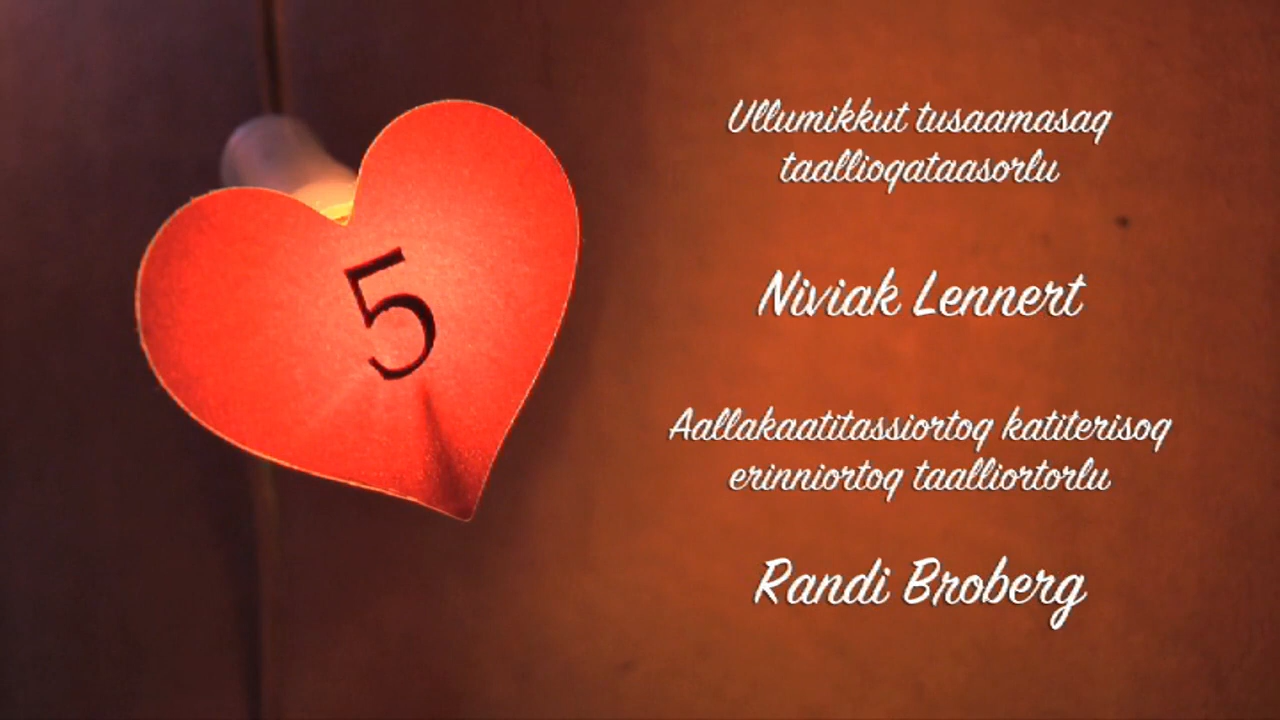 5
Ullumikkut tusaamasaq
taallioqataasorlu
Niviak Lennert
Aallakaatitassiortoq katiterisoq
erinniortoq taalliortorlu
Randi Broberg